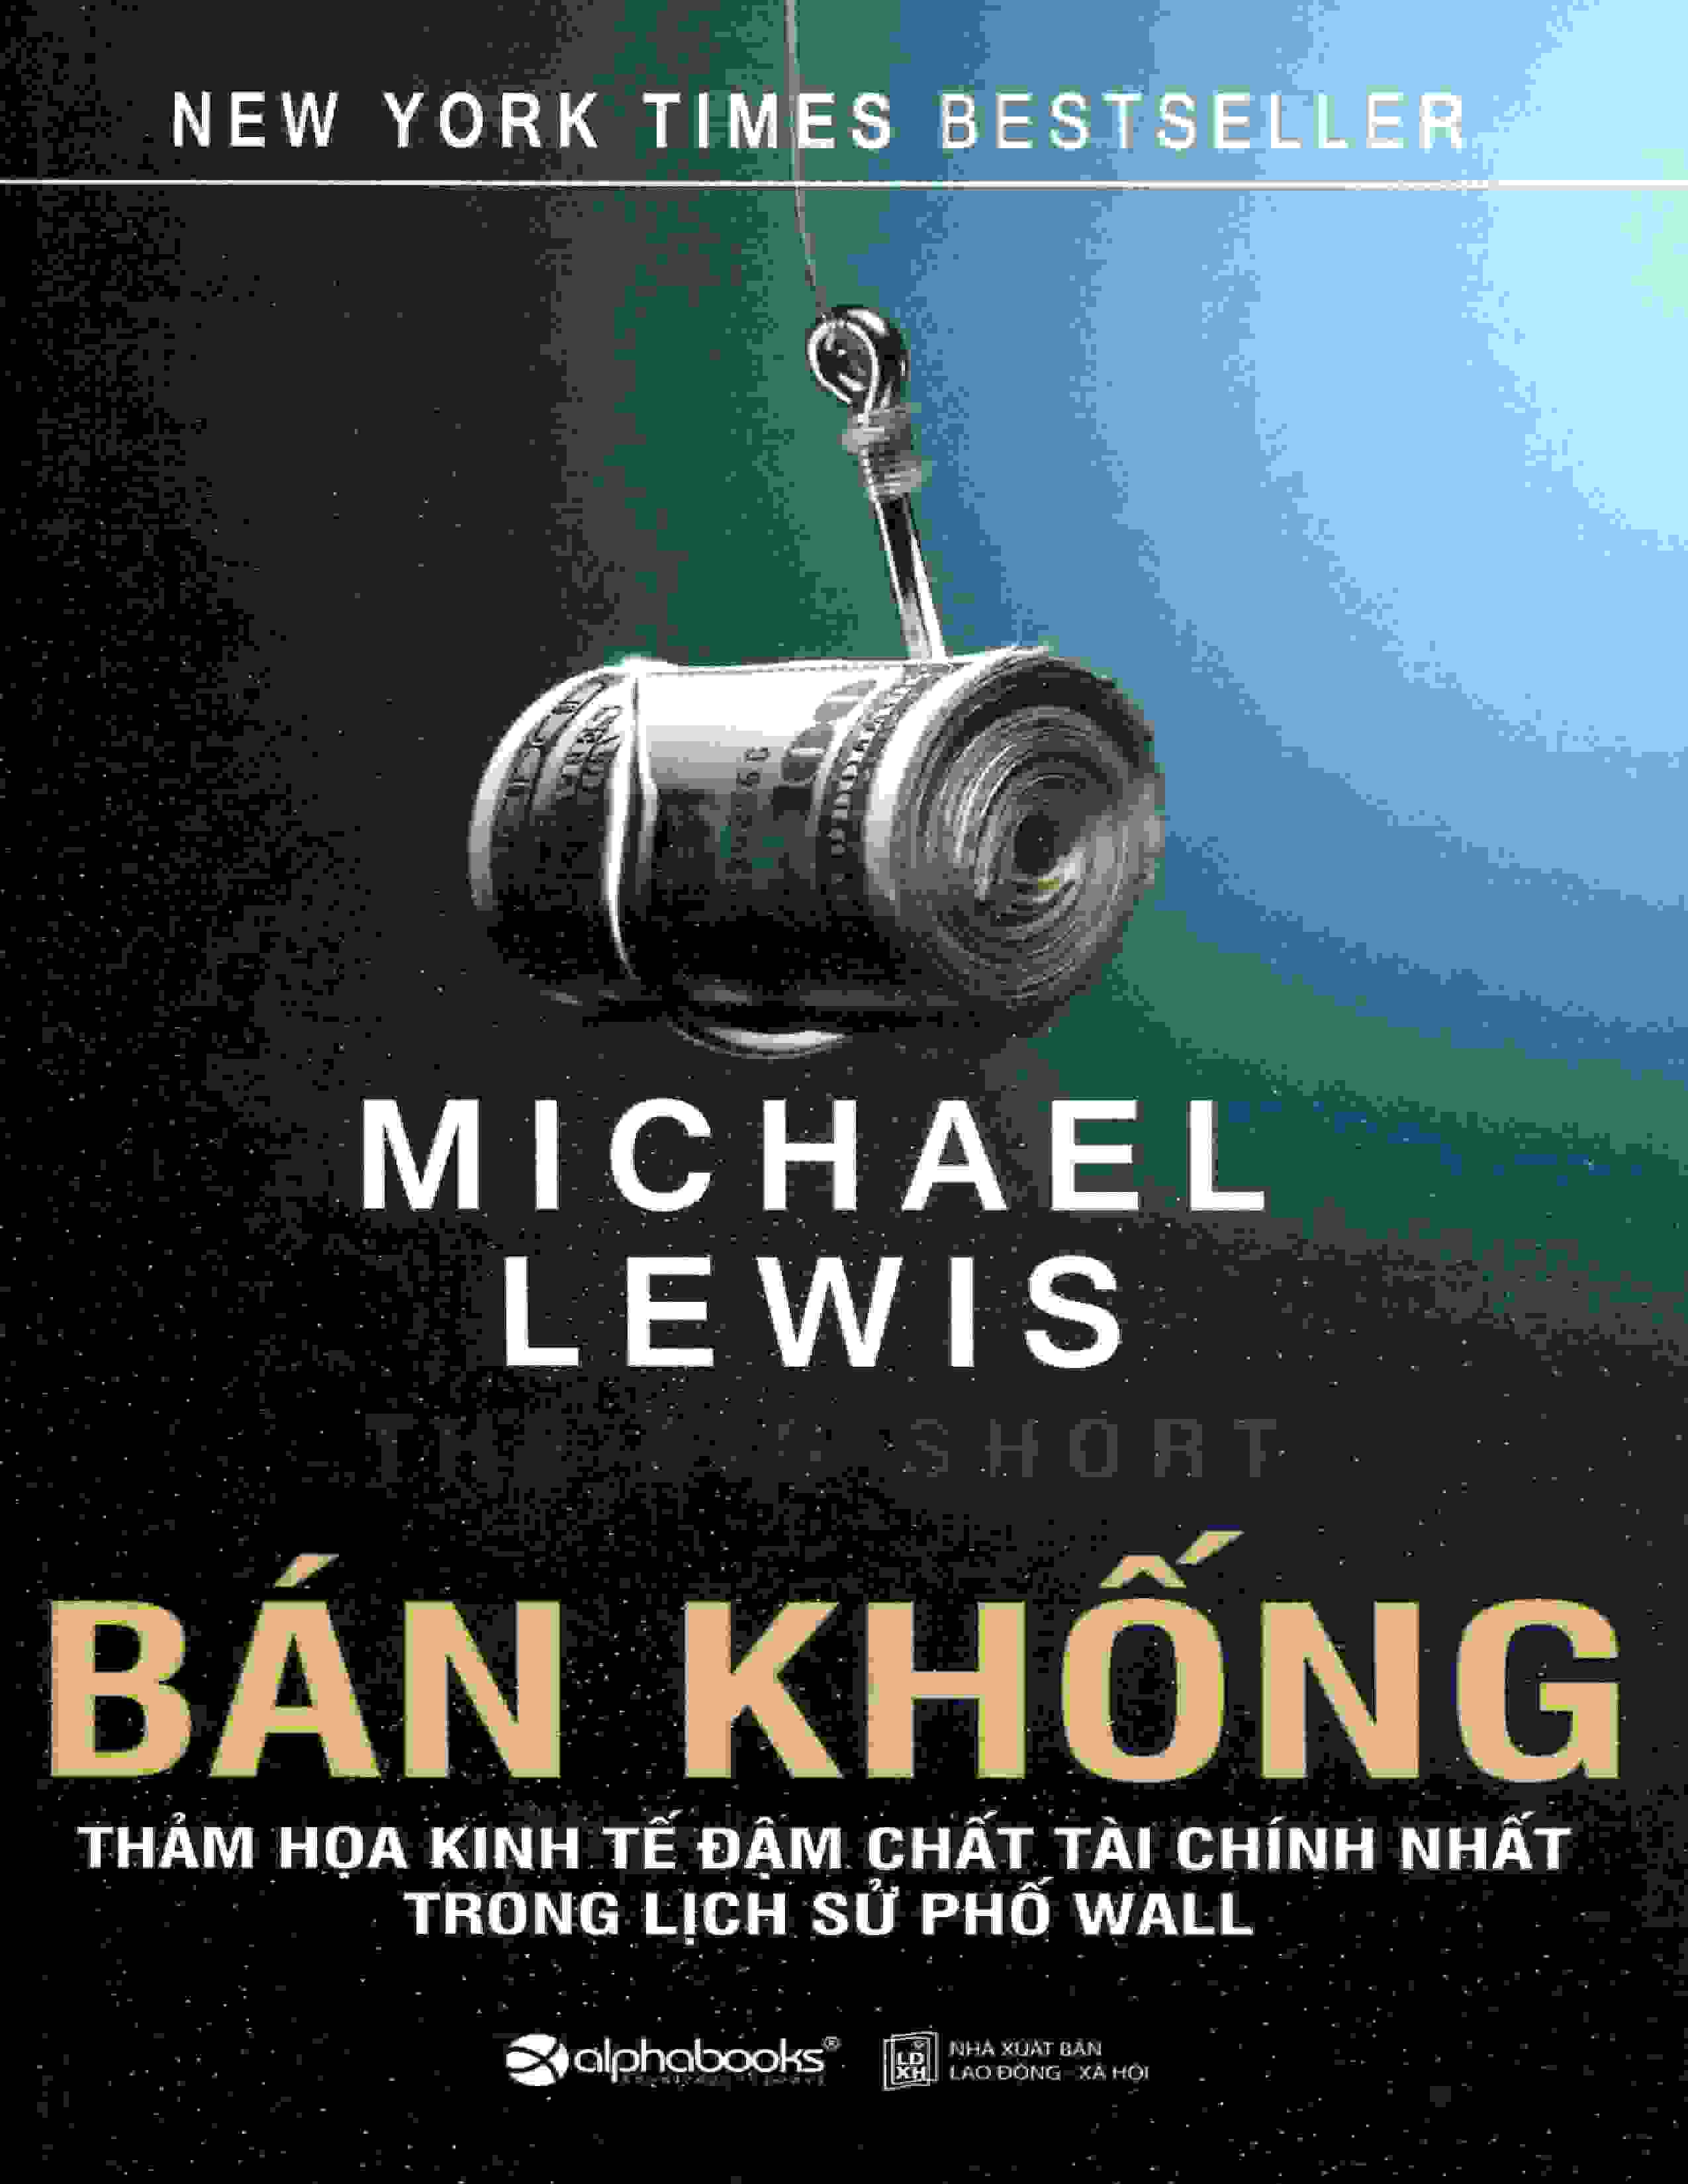 NEW YORK TIMES BESTSELLER
MICHAEL
LEWIS
SHORT
BÁN KHỐNG
THẢM HỌA KINH TẾ ĐẬM CHẤT TÀI CHÍNH NHẤT
TRONG LỊCH SỬ PHỐ WALL
alphabooks®
LD
XH
NHÀ XUẤT BẢN
LAO ĐỘNG - XÃ HỘI